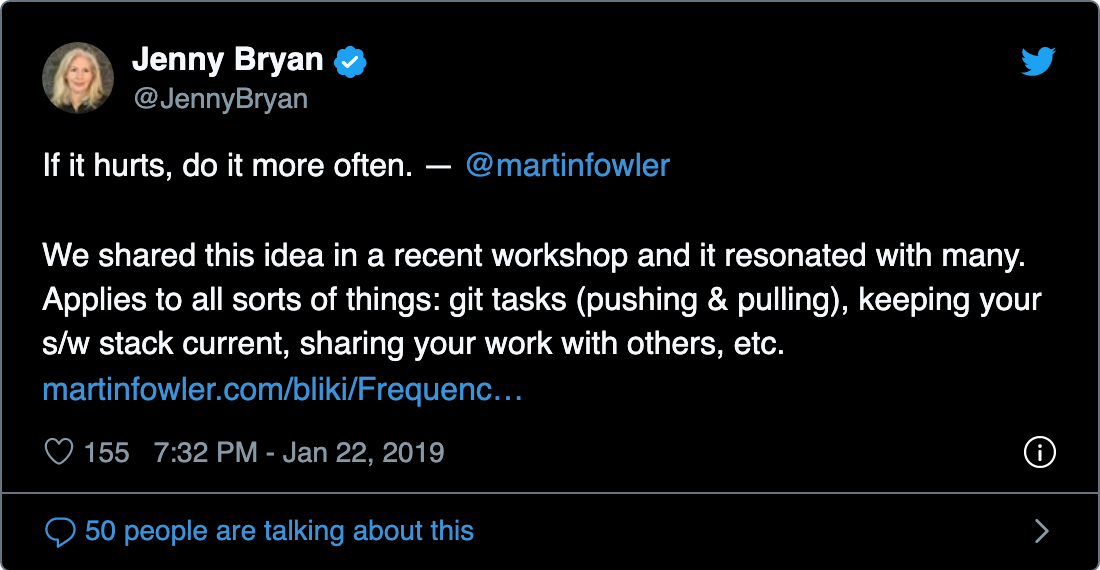 Jenny Bryan
@JennyBryan
If it hurts, do it more often. — @martinfowler
We shared this idea in a recent workshop and it resonated with many.
Applies to all sorts of things: git tasks (pushing & pulling), keeping your
s/w stack current, sharing your work with others, etc.
martinfowler.com/bliki/Frequenc…
155 7:32 PM - Jan 22, 2019
50 people are talking about this